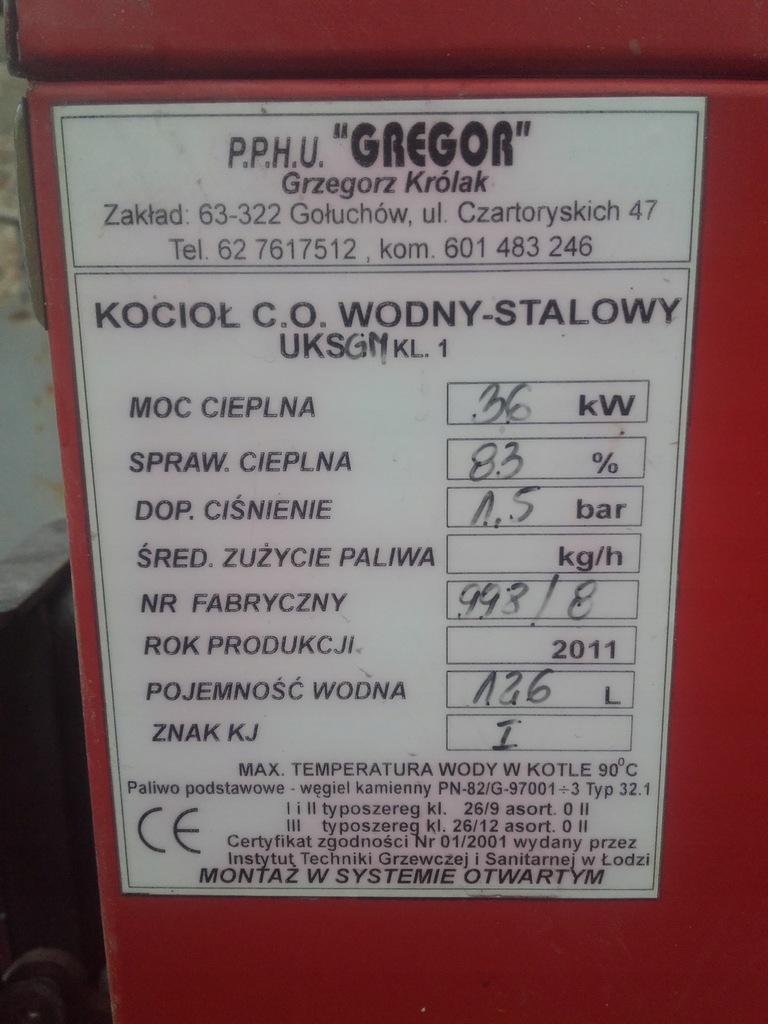 P.P.H.U. "GREGOR"
Grzegorz Królak
Zakład: 63-322 Gołuchów, ul. Czartoryskich 47
Tel. 62 7617512 , kom. 601 483 246
KOCIOŁ C.O. WODNY-STALOWY
UKSGM KL. 1
MOC CIEPLNA 36 kW
SPRAW. CIEPLNA 83 %
DOP. CIŚNIENIE 1,5 bar
ŚRED. ZUŻYCIE PALIWA kg/h
NR FABRYCZNY 998/8
ROK PRODUKCJI 2011
POJEMNOŚĆ WODNA 126 L
ZNAK KJ I
MAX. TEMPERATURA WODY W KOTLE 90°C
Paliwo podstawowe - węgiel kamienny PN-82/G-97001÷3 Typ 32.1
I i II typoszereg kl. 26/9 asort. 0 II
III typoszereg kl. 26/12 asort. 0 II
CE Certyfikat zgodności Nr 01/2001 wydany przez
Instytut Techniki Grzewczej i Sanitarnej w Łodzi
MONTAŻ W SYSTEMIE OTWARTYM